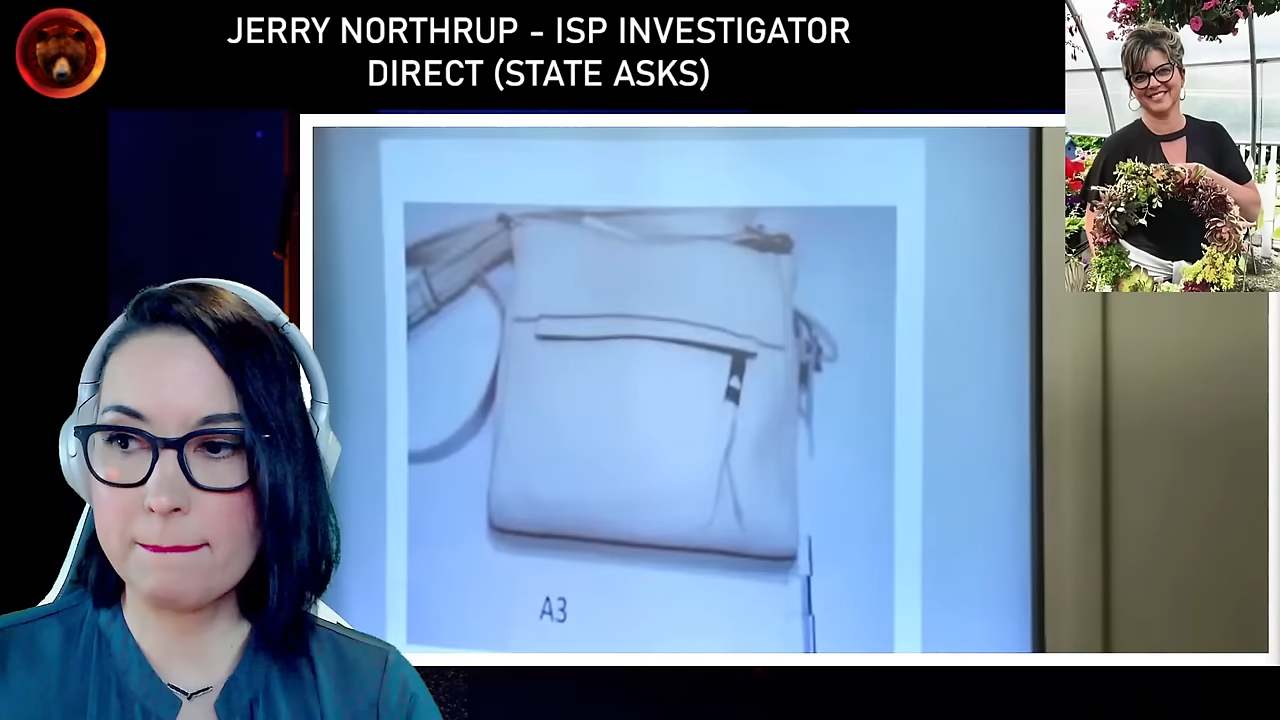 JERRY NORTHRUP - ISP INVESTIGATOR
DIRECT (STATE ASKS)
A3